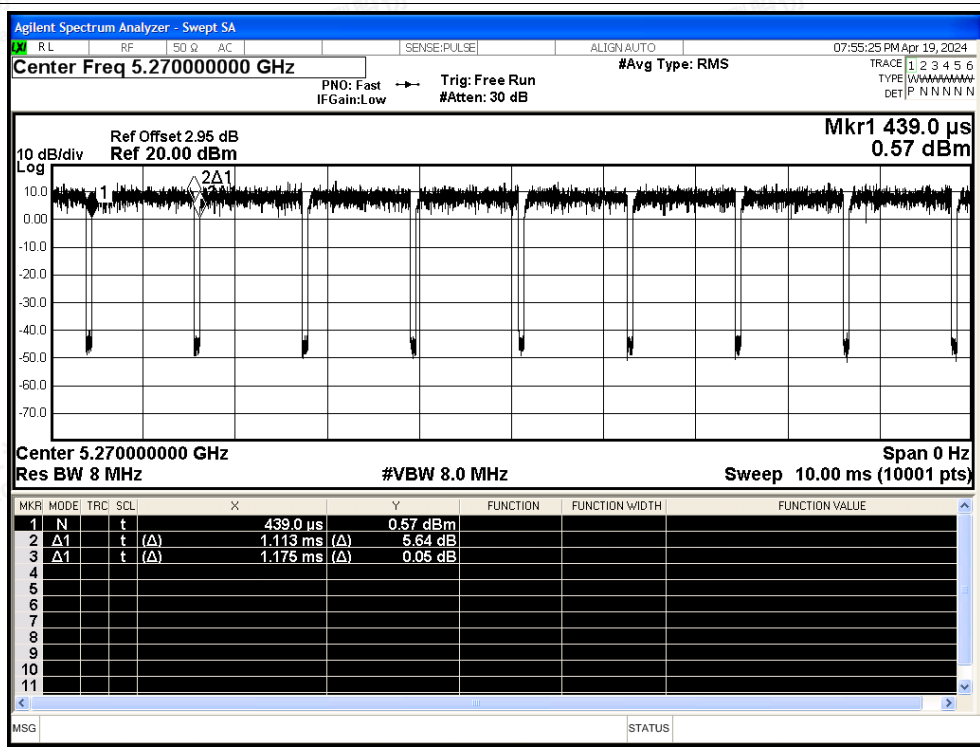 Agilent Spectrum Analyzer - Swept SA
LXI RL RF 50 Ω AC SENSE:PULSE ALIGN AUTO 07:55:25 PM Apr 19, 2024
Center Freq 5.270000000 GHz
PNO: Fast
IFGain:Low
Trig: Free Run
#Atten: 30 dB
#Avg Type: RMS
TRACE 1 2 3 4 5 6
TYPE
DET P N N N N N
Mkr1 439.0 µs
0.57 dBm
Ref Offset 2.95 dB
10 dB/div Ref 20.00 dBm
Log
2Δ1
10.0
1
0.00
-10.0
-20.0
-30.0
-40.0
-50.0
-60.0
-70.0
Center 5.270000000 GHz Span 0 Hz
Res BW 8 MHz #VBW 8.0 MHz Sweep 10.00 ms (10001 pts)
MKR MODE TRC SCL X Y FUNCTION FUNCTION WIDTH FUNCTION VALUE
1 N t 439.0 µs 0.57 dBm
2 Δ1 t (Δ) 1.113 ms (Δ) 5.64 dB
3 Δ1 t (Δ) 1.175 ms (Δ) 0.05 dB
4
5
6
7
8
9
10
11
MSG STATUS